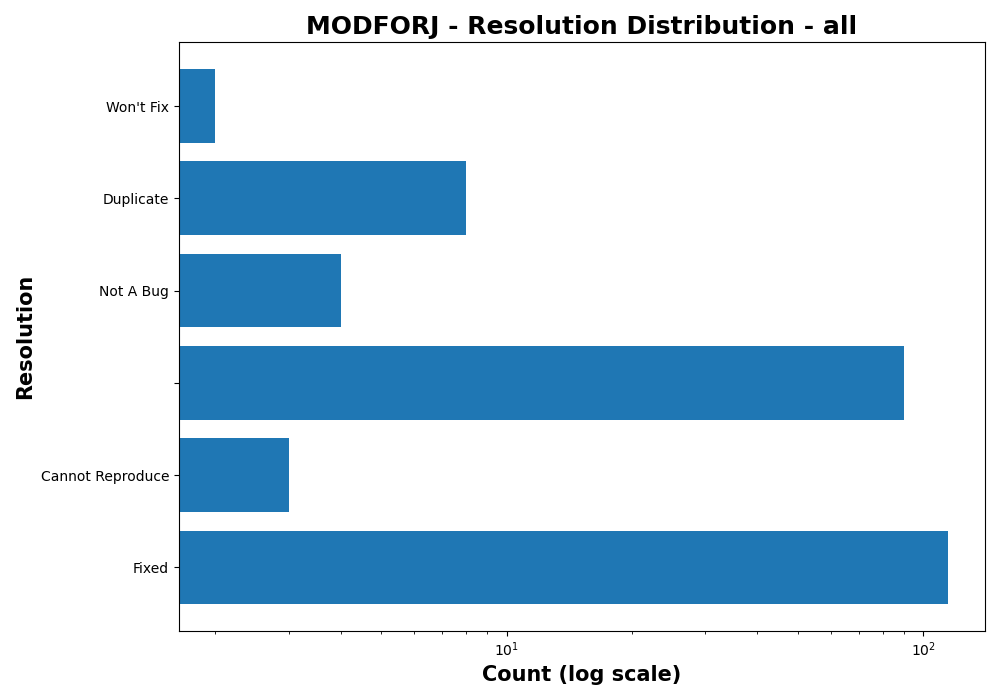 MODFORJ - Resolution Distribution - all
Won't Fix
Duplicate
Not A Bug
Cannot Reproduce
Fixed
Resolution
10¹
10²
Count (log scale)